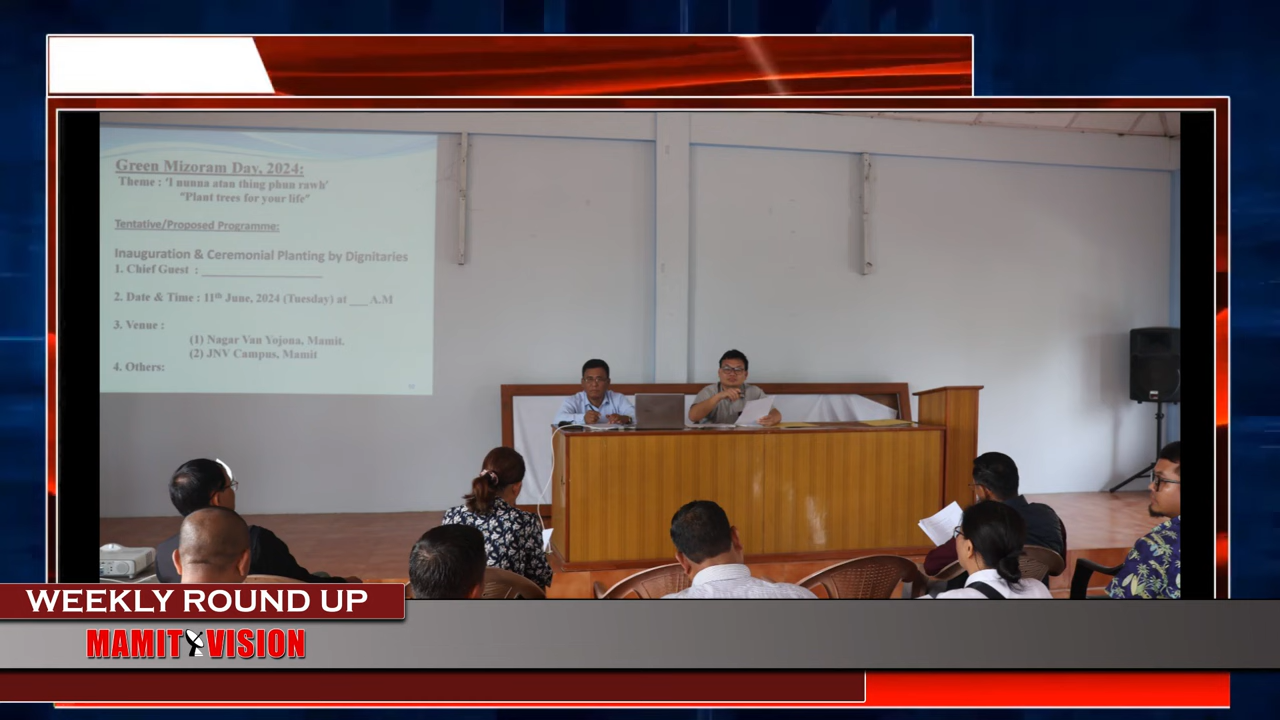 Green Mizoram Day, 2024:
Theme : 'I nunna atan thing phun rawh'
"Plant trees for your life"
Tentative/Proposed Programme:
Inauguration & Ceremonial Planting by Dignitaries
1. Chief Guest : ____________________
2. Date & Time : 11th June, 2024 (Tuesday) at ___ A.M
3. Venue :
(1) Nagar Van Yojona, Mamit.
(2) JNV Campus, Mamit
4. Others:
WEEKLY ROUND UP
MAMIT VISION